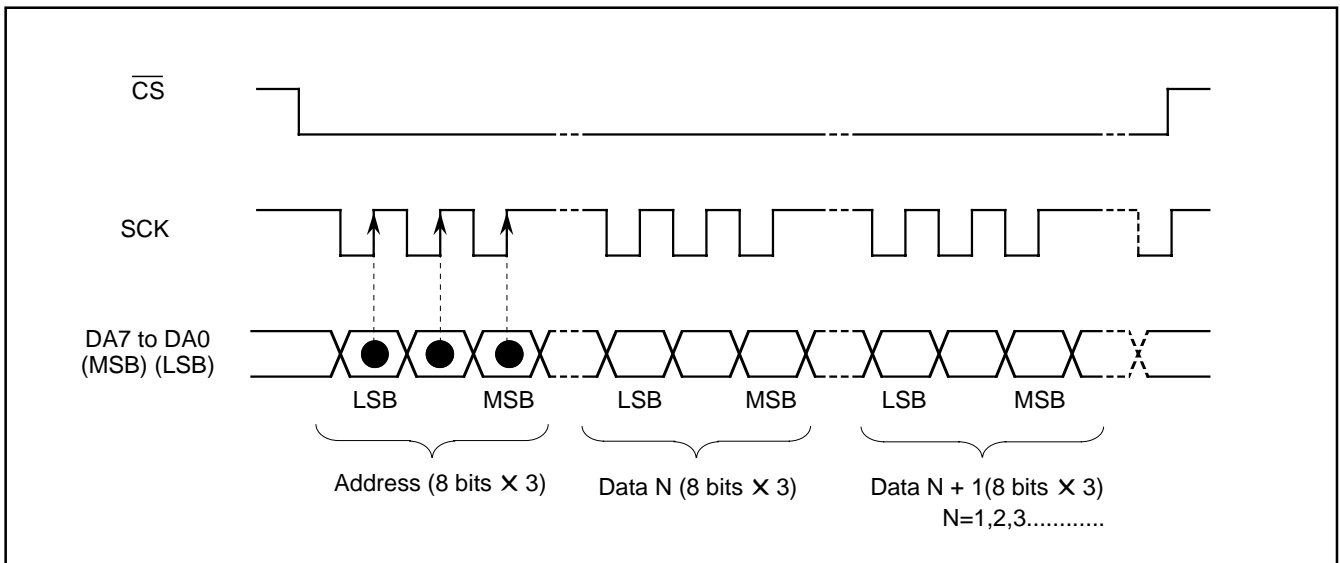 CS
SCK
DA7 to DA0
(MSB) (LSB)
LSB MSB LSB MSB LSB MSB
Address (8 bits X 3) Data N (8 bits X 3) Data N + 1(8 bits X 3)
N=1,2,3............